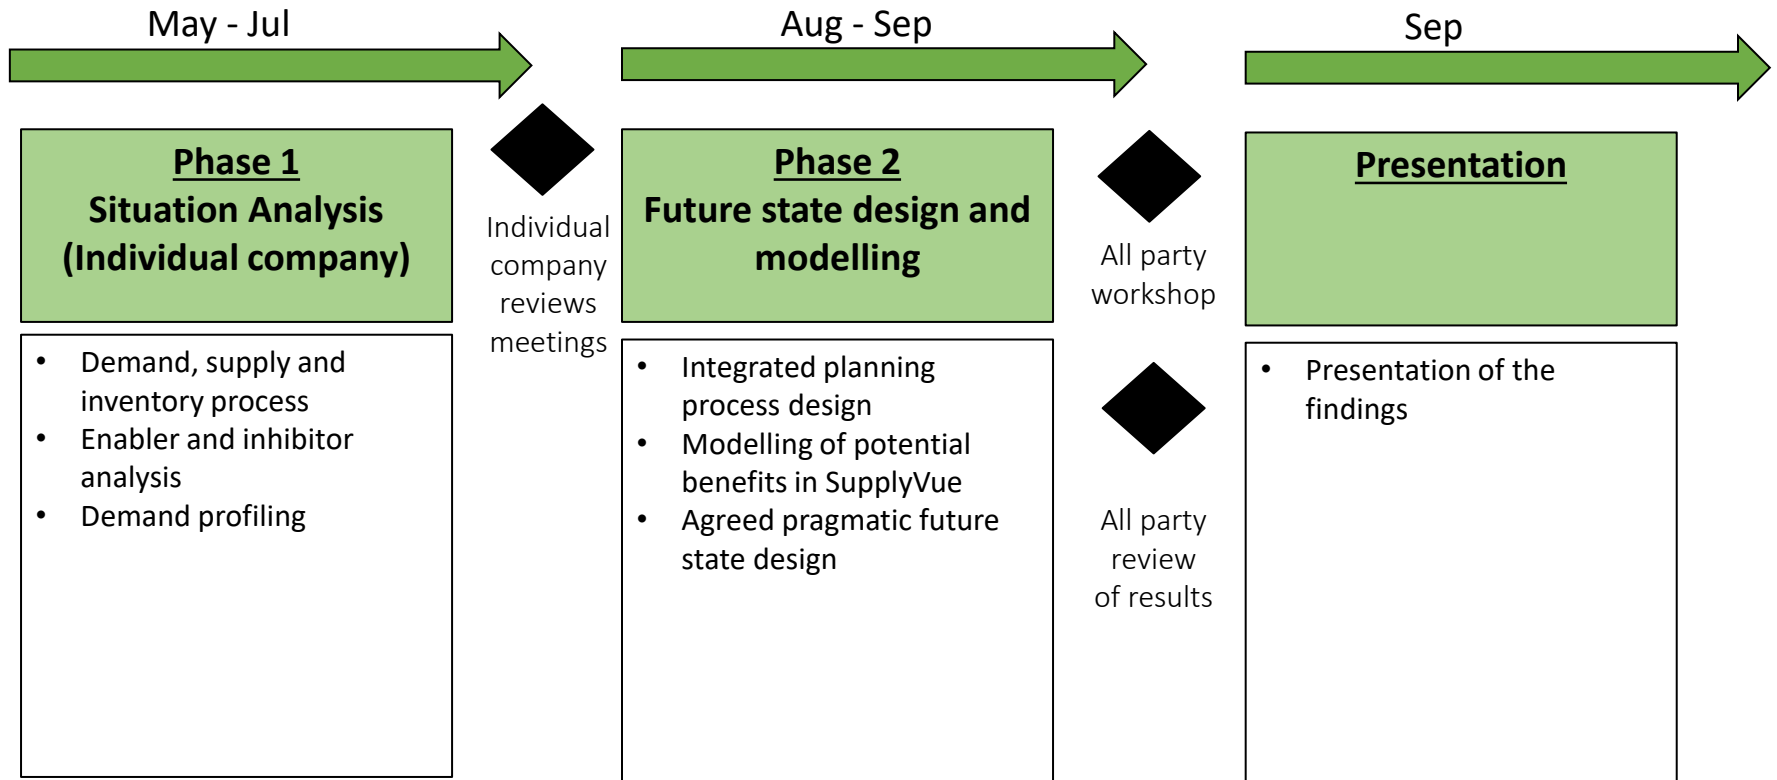 May - Jul
Aug - Sep
Sep
Phase 1
Situation Analysis
(Individual company)
Individual
company
reviews
meetings
Phase 2
Future state design and
modelling
All party
workshop
Presentation
• Demand, supply and
inventory process
• Enabler and inhibitor
analysis
• Demand profiling
• Integrated planning
process design
• Modelling of potential
benefits in SupplyVue
• Agreed pragmatic future
state design
All party
review
of results
• Presentation of the
findings